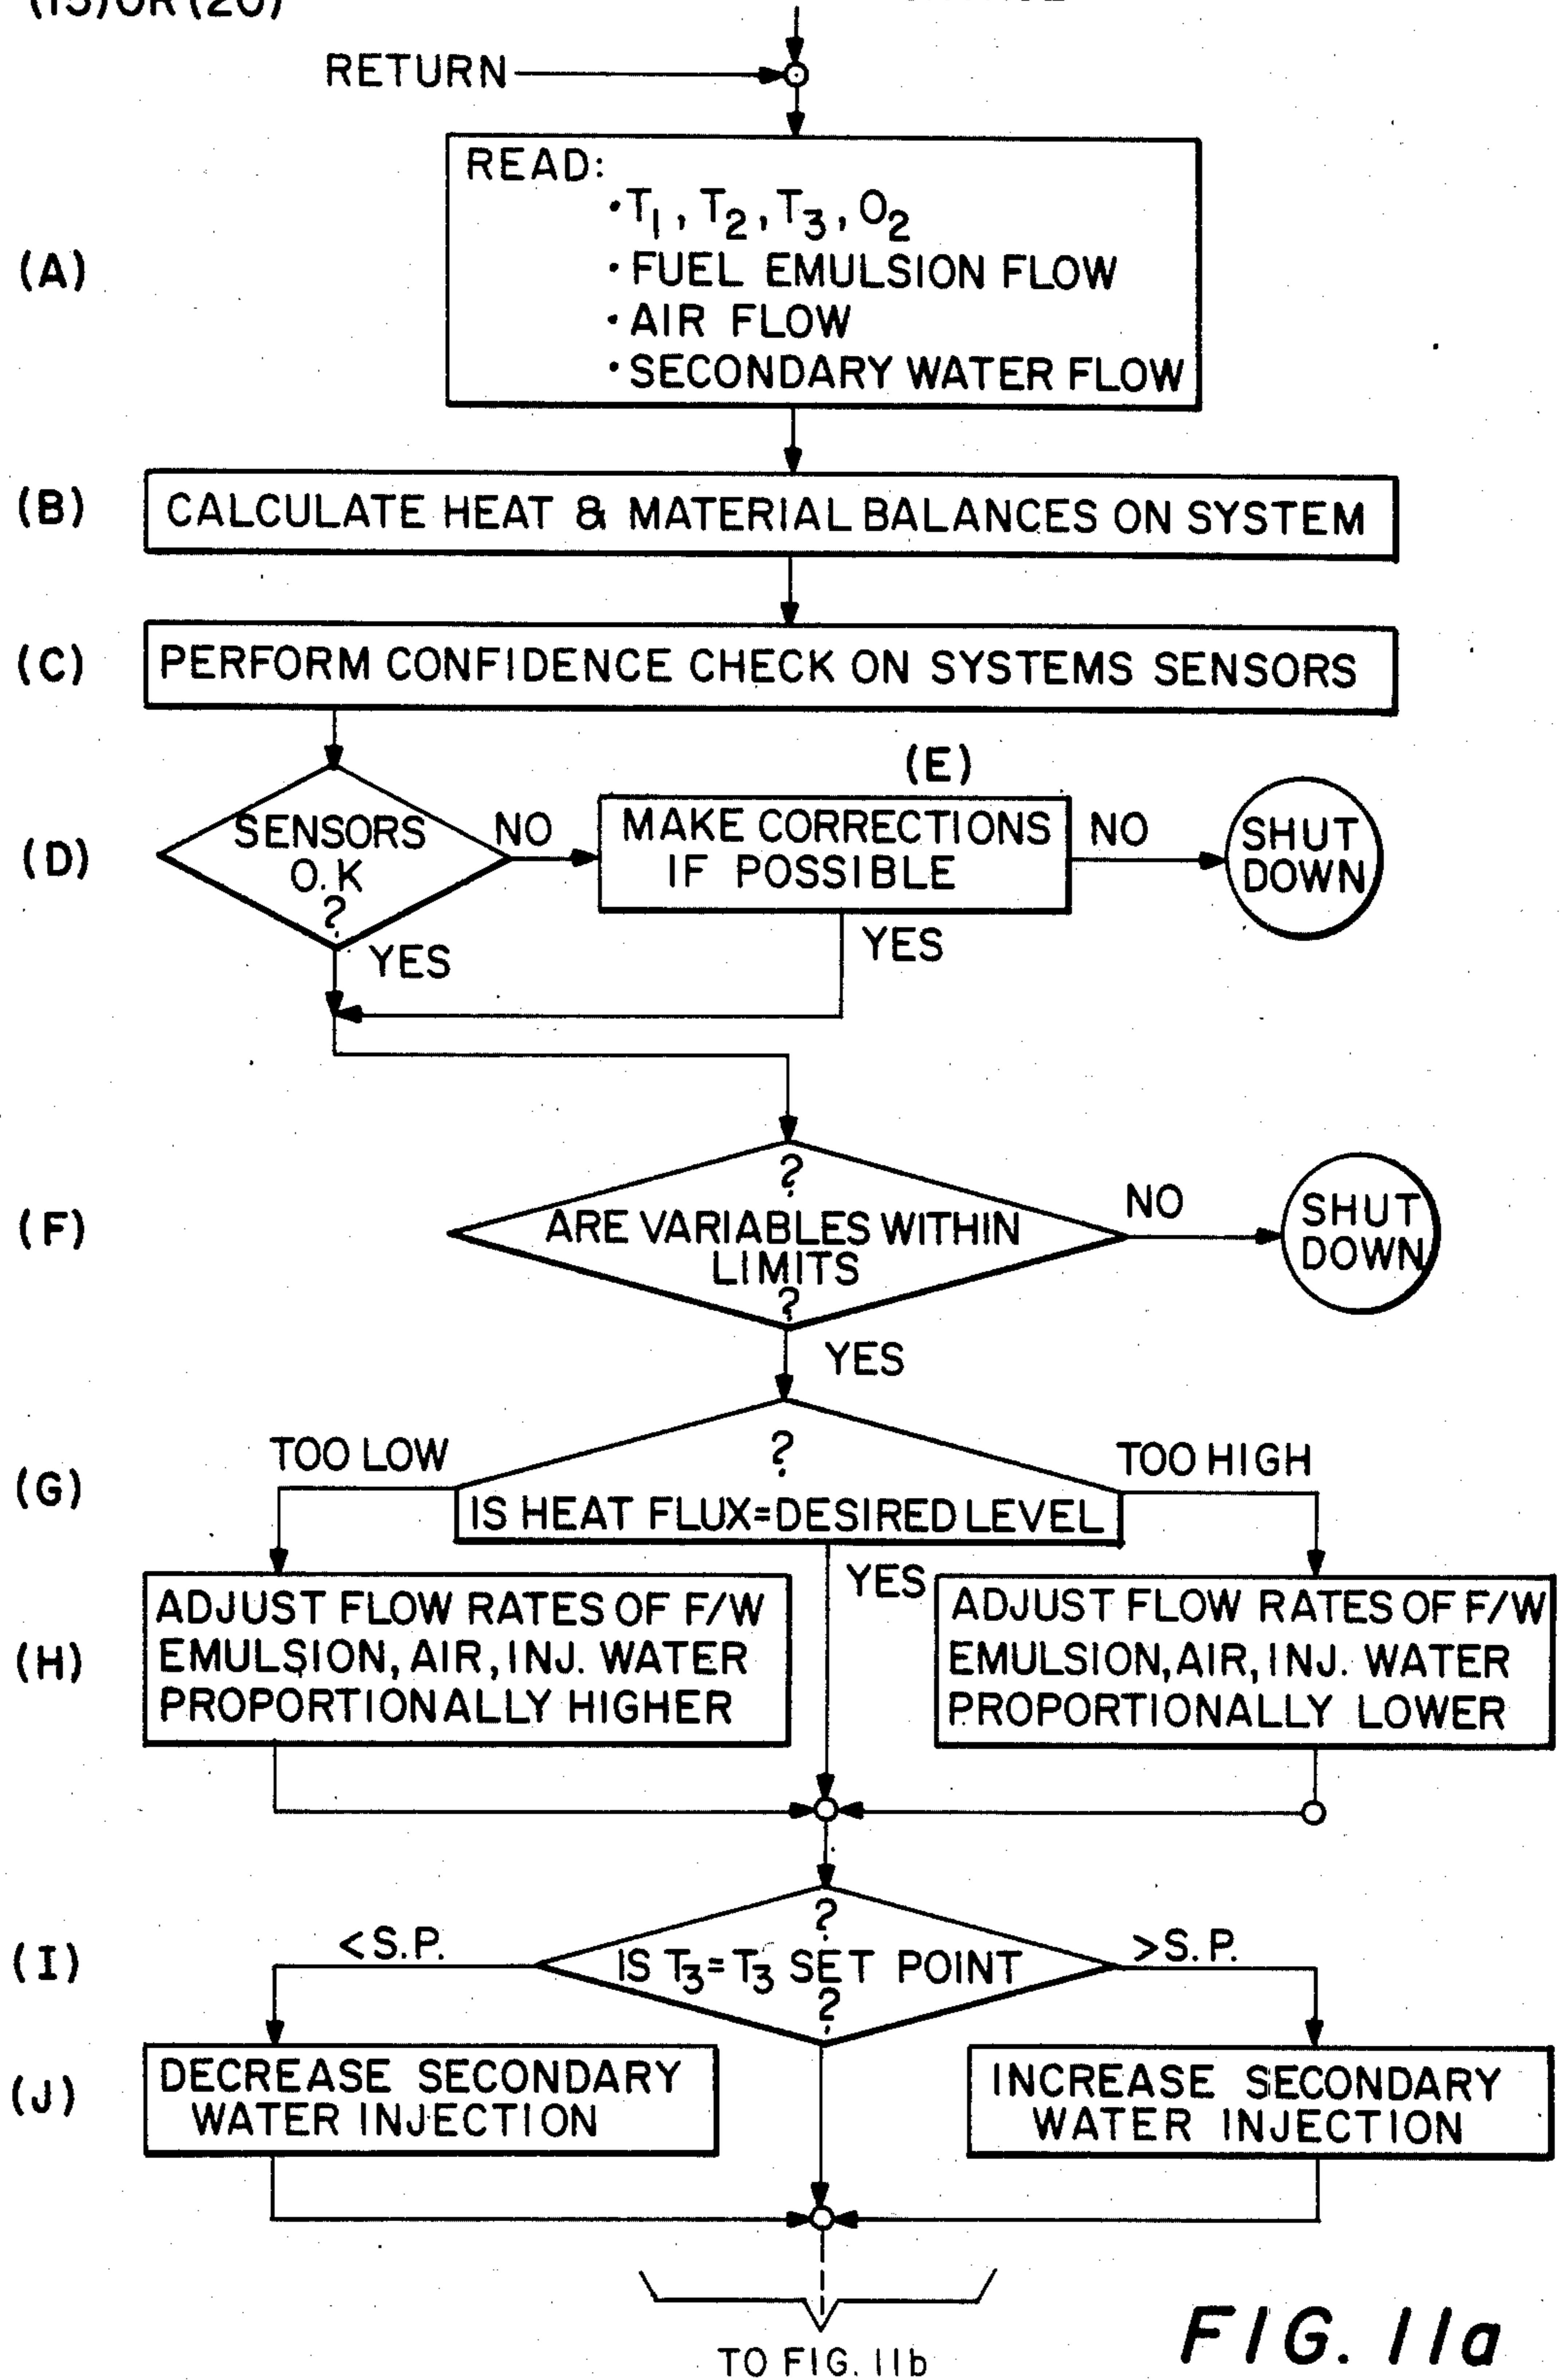 (15) OR (20)
RETURN
READ:
·T₁, T₂, T₃, O₂
(A)
·FUEL EMULSION FLOW
·AIR FLOW
·SECONDARY WATER FLOW
(B)
CALCULATE HEAT & MATERIAL BALANCES ON SYSTEM
(C)
PERFORM CONFIDENCE CHECK ON SYSTEMS SENSORS
(D)
SENSORS
O.K
?
NO
(E)
MAKE CORRECTIONS
IF POSSIBLE
NO
SHUT
DOWN
YES
YES
(F)
?
ARE VARIABLES WITHIN
LIMITS
?
NO
SHUT
DOWN
YES
(G)
TOO LOW
?
IS HEAT FLUX=DESIRED LEVEL
TOO HIGH
YES
(H)
ADJUST FLOW RATES OF F/W
EMULSION, AIR, INJ. WATER
PROPORTIONALLY HIGHER
ADJUST FLOW RATES OF F/W
EMULSION, AIR, INJ. WATER
PROPORTIONALLY LOWER
(I)
<S.P.
?
IS T₃=T₃ SET POINT
?
>S.P.
(J)
DECREASE SECONDARY
WATER INJECTION
INCREASE SECONDARY
WATER INJECTION
TO FIG. 11b
FIG. 11a